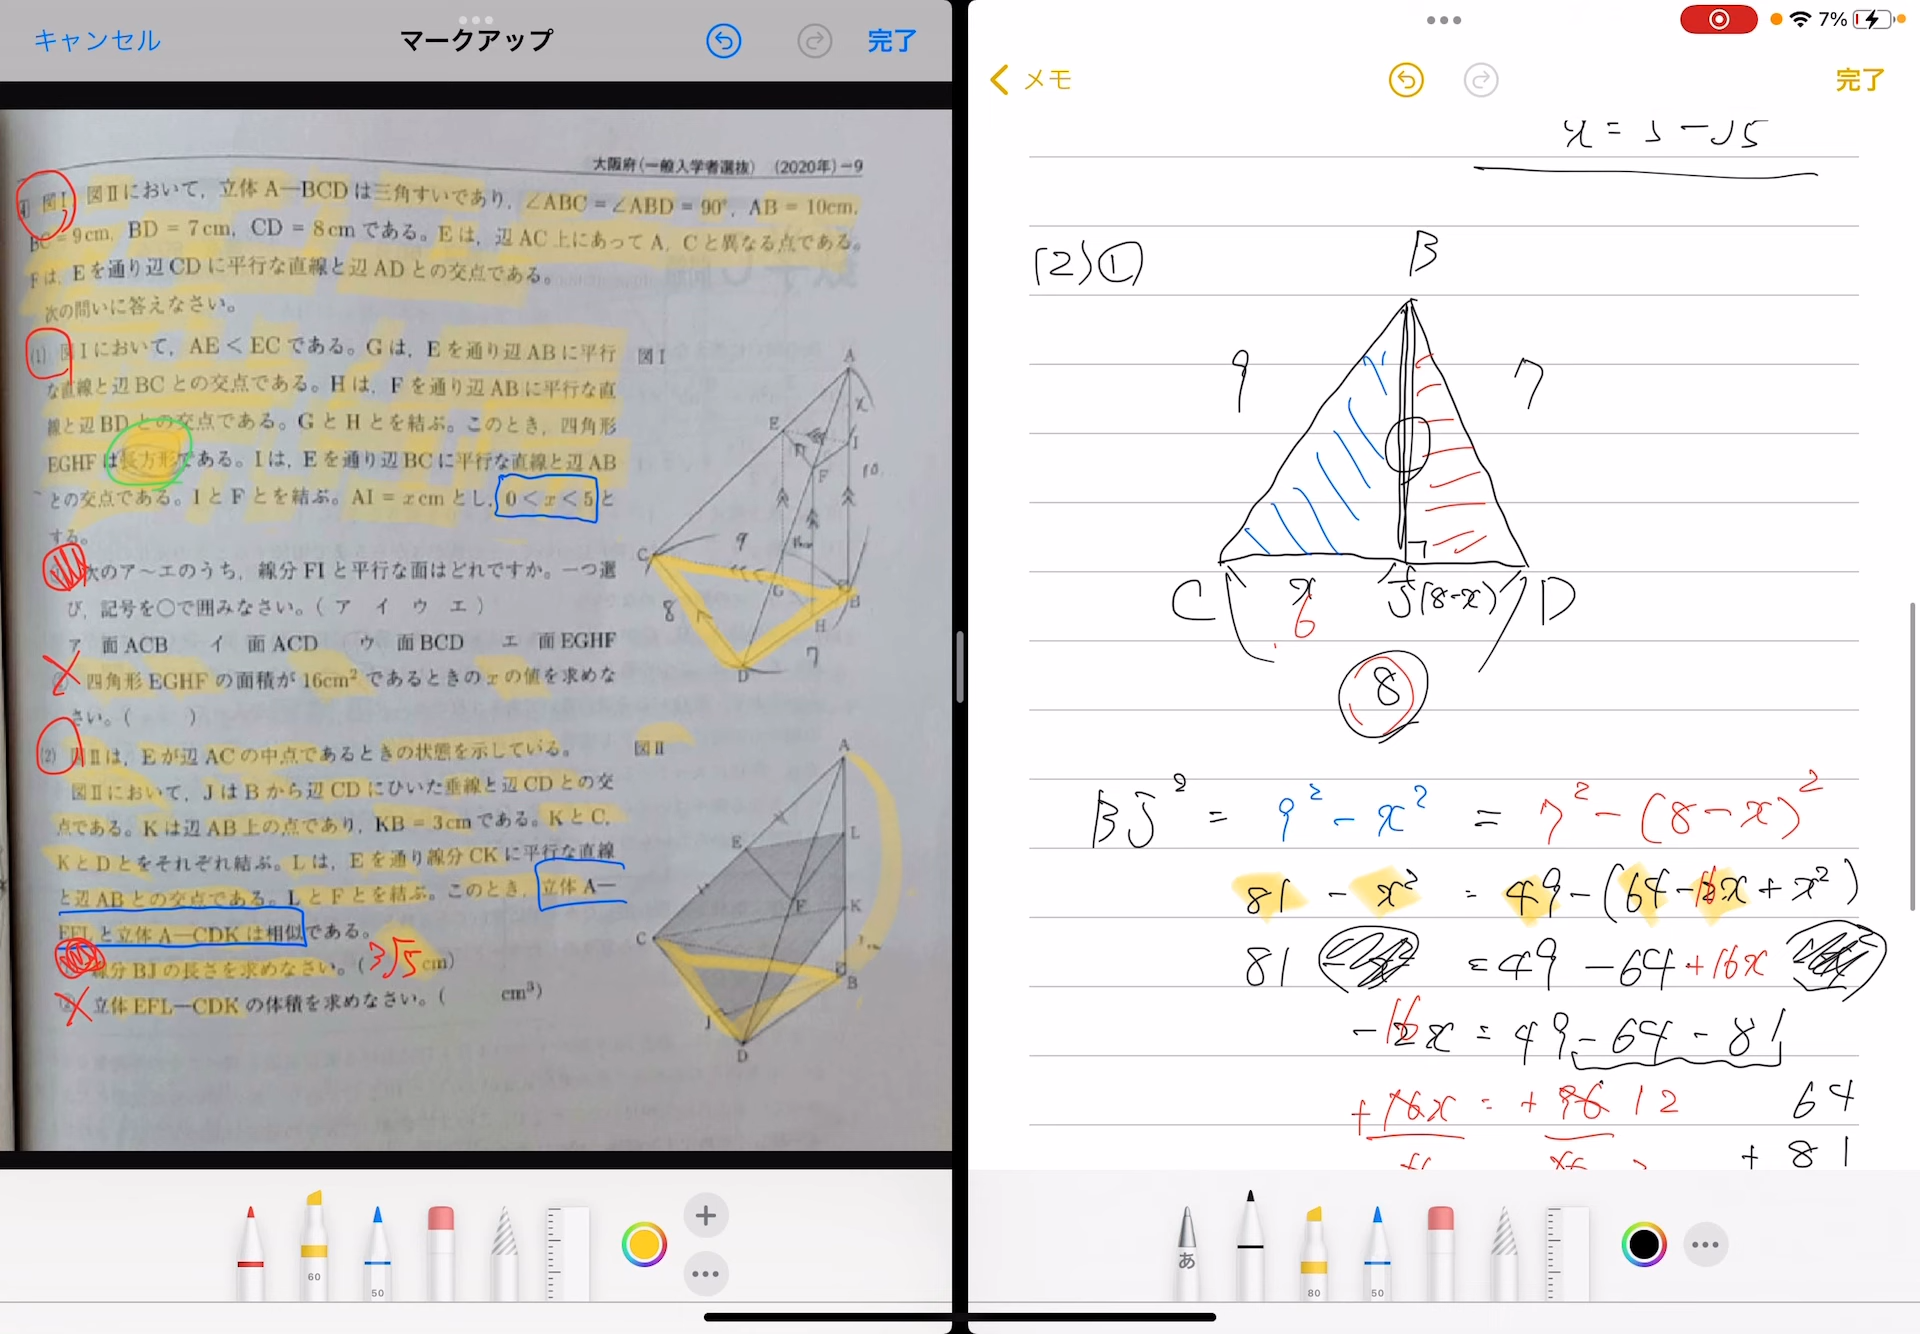 キャンセル
マークアップ
完了
大阪府(一般入学者選抜) (2020年)ー9
図Ⅰ, 図Ⅱにおいて, 立体A—BCDは三角すいであり, ∠ABC = ∠ABD = 90°, AB = 10cm,
BC = 9cm, BD = 7cm, CD = 8cmである。Eは, 辺AC上にあってA, Cと異なる点である。
Fは, Eを通り辺CDに平行な直線と辺ADとの交点である。
次の問いに答えなさい。
(1) 図Ⅰにおいて, AE < ECである。Gは, Eを通り辺ABに平行
な直線と辺BCとの交点である。Hは, Fを通り辺ABに平行な直
線と辺BDとの交点である。GとHとを結ぶ。このとき, 四角形
EGHFは長方形である。Iは, Eを通り辺BCに平行な直線と辺AB
との交点である。IとFとを結ぶ。AI = xcmとし, 0 < x < 5と
する。
次のア〜エのうち, 線分FIと平行な面はどれですか。一つ選
び, 記号を○で囲みなさい。( ア イ ウ エ )
ア 面ACB イ 面ACD ウ 面BCD エ 面EGHF
四角形EGHFの面積が16cm²であるときのxの値を求めな
さい。( )
(2) 図Ⅱは, Eが辺ACの中点であるときの状態を示している。
図Ⅱにおいて, JはBから辺CDにひいた垂線と辺CDとの交
点である。Kは辺AB上の点であり, KB = 3cmである。KとC,
KとDとをそれぞれ結ぶ。Lは, Eを通り線分CKに平行な直線
と辺ABとの交点である。LとFとを結ぶ。このとき, 立体A—
EFLと立体A—CDKは相似である。
線分BJの長さを求めなさい。( 3√5 cm)
② 立体EFL—CDKの体積を求めなさい。( cm³)
図Ⅰ
A
x
E
I
F
10
C
9
G
B
8
H
7
D
図Ⅱ
A
L
E
F
K
C
B
J
D
60
50
7%
メモ
完了
(2)①
B
9
7
C
x
6
J
(8-x)
D
8
BJ² = 9² - x² = 7² - (8-x)²
81 - x² = 49 - (64 - 16x + x²)
81 = 49 - 64 + 16x
-16x = 49 - 64 - 81
+16x = +96 12
64
+ 81
あ
80
50